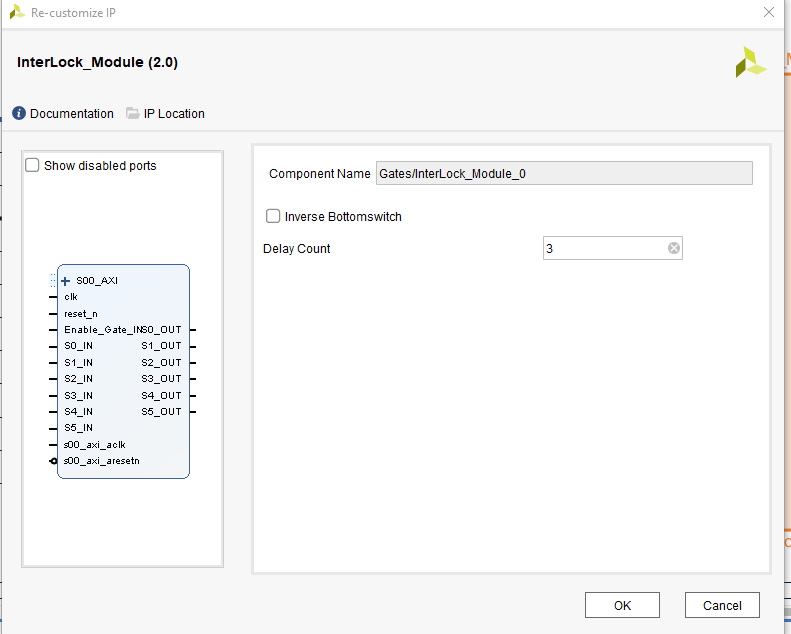 Re-customize IP
InterLock_Module (2.0)
Documentation IP Location
Show disabled ports
S00_AXI
clk
reset_n
Enable_Gate_IN S0_OUT
S0_IN S1_OUT
S1_IN S2_OUT
S2_IN S3_OUT
S3_IN S4_OUT
S4_IN S5_OUT
S5_IN
s00_axi_aclk
s00_axi_aresetn
Component Name Gates/InterLock_Module_0
Inverse Bottomswitch
Delay Count 3
OK Cancel